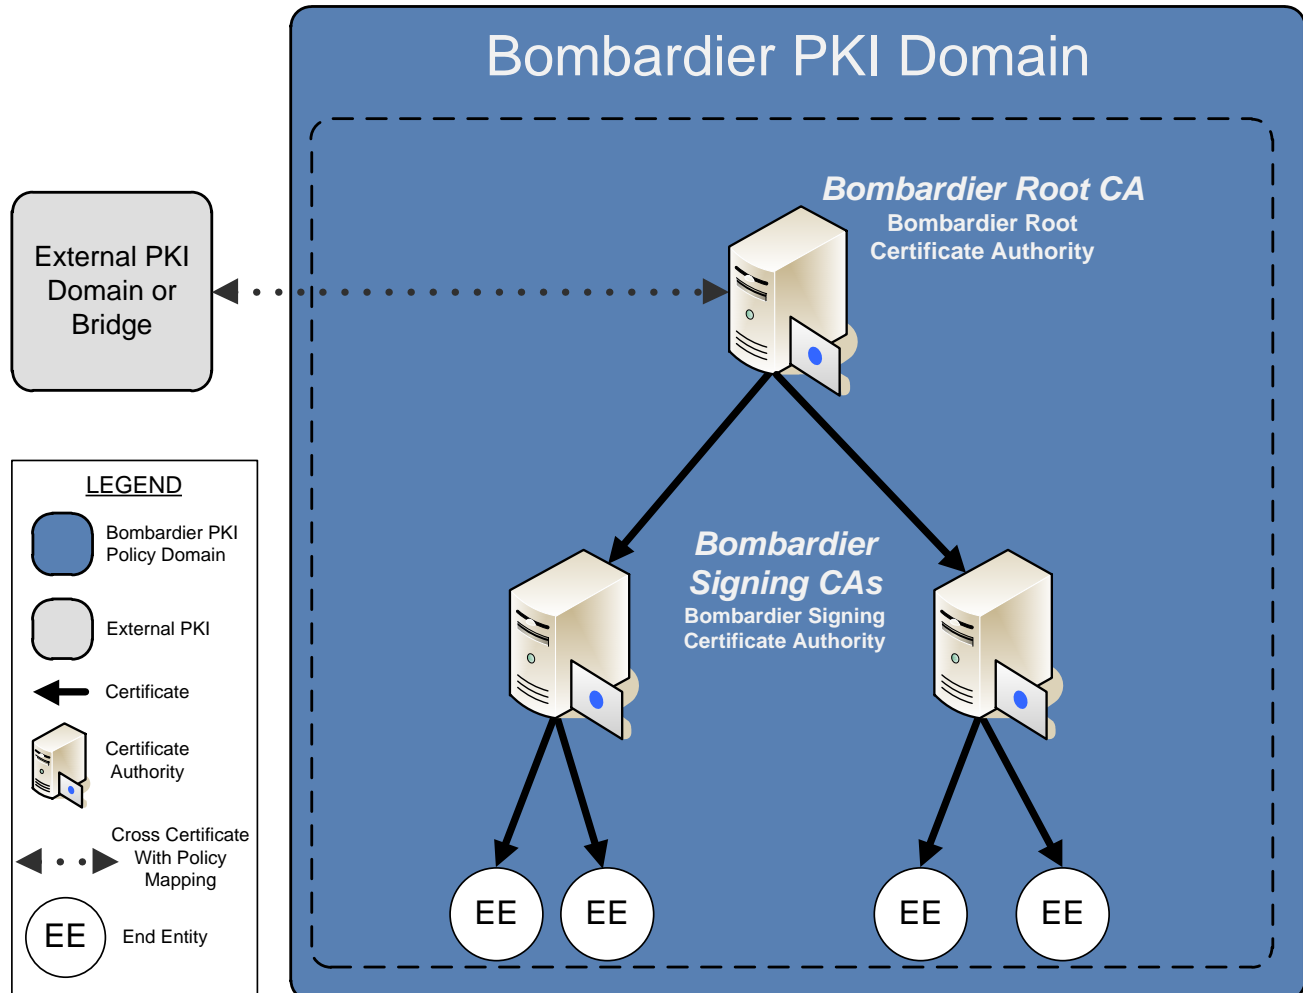 Bombardier PKI Domain
Bombardier Root CA
Bombardier Root
Certificate Authority
External PKI
Domain or
Bridge
Bombardier
Signing CAs
Bombardier Signing
Certificate Authority
EE
EE
EE
EE
LEGEND
Bombardier PKI
Policy Domain
External PKI
Certificate
Certificate
Authority
Cross Certificate
With Policy
Mapping
EE
End Entity